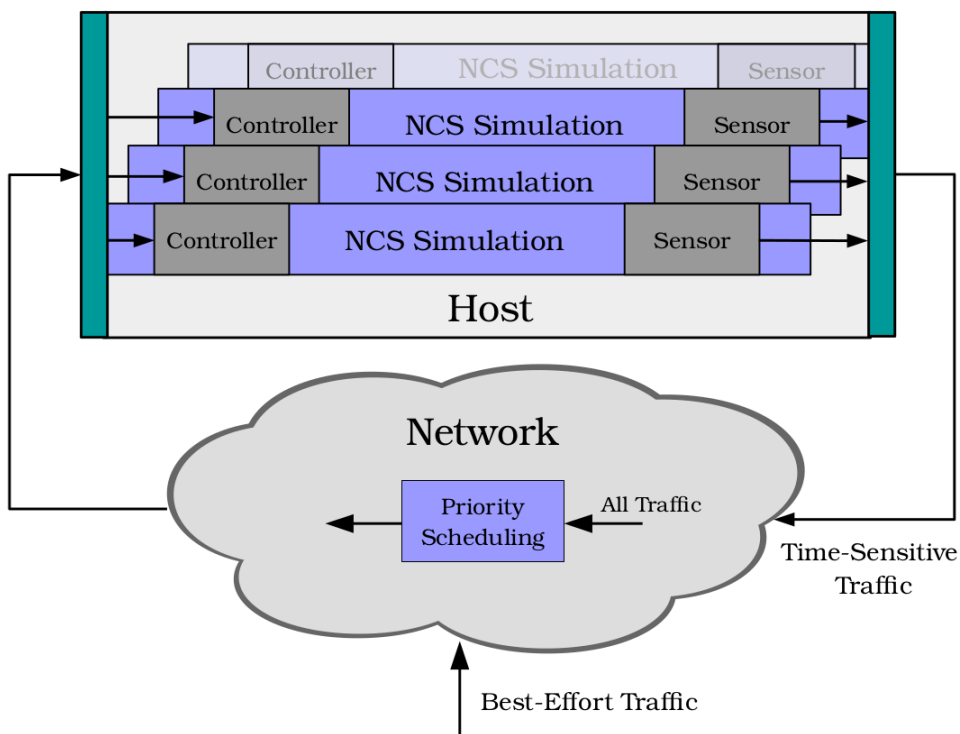 Controller NCS Simulation Sensor
Controller NCS Simulation Sensor
Controller NCS Simulation Sensor
Controller NCS Simulation Sensor
Host
Network
Priority
Scheduling
All Traffic
Time-Sensitive
Traffic
Best-Effort Traffic